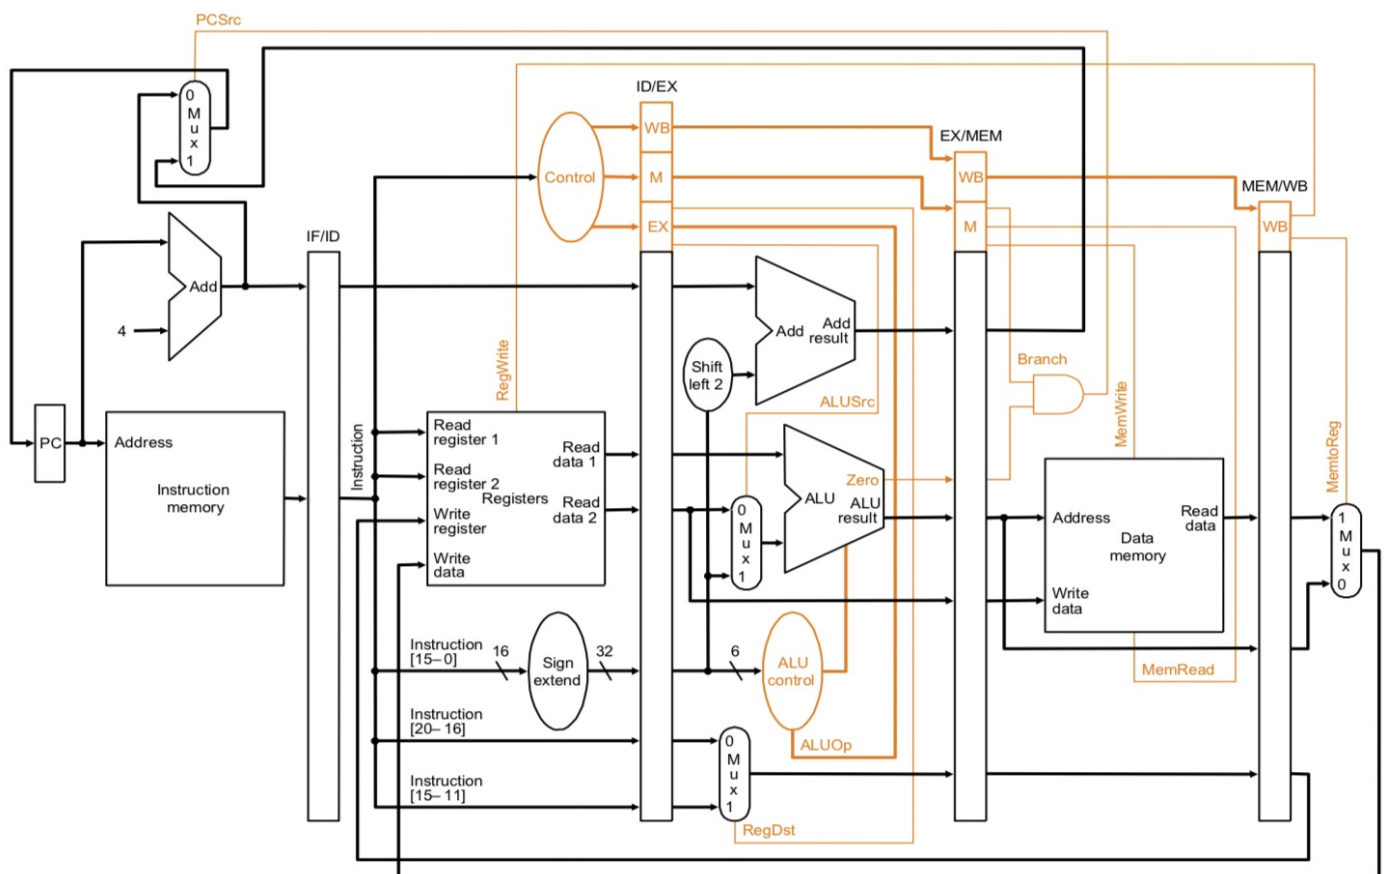 PCSrc
ID/EX
0
M
u
x
1
WB
EX/MEM
Control
M
WB
MEM/WB
IF/ID
EX
M
WB
Add
4
Add
Add
result
Shift
left 2
Branch
RegWrite
ALUSrc
MemWrite
MemtoReg
PC
Address
Instruction
memory
Instruction
Read
register 1
Read
data 1
Read
register 2
Registers
Read
data 2
Write
register
Write
data
0
M
u
x
1
Zero
ALU
ALU
result
Address
Read
data
Data
memory
Write
data
1
M
u
x
0
Instruction
[15–0]
16
Sign
extend
32
6
ALU
control
MemRead
Instruction
[20–16]
0
M
u
x
1
ALUOp
Instruction
[15–11]
RegDst